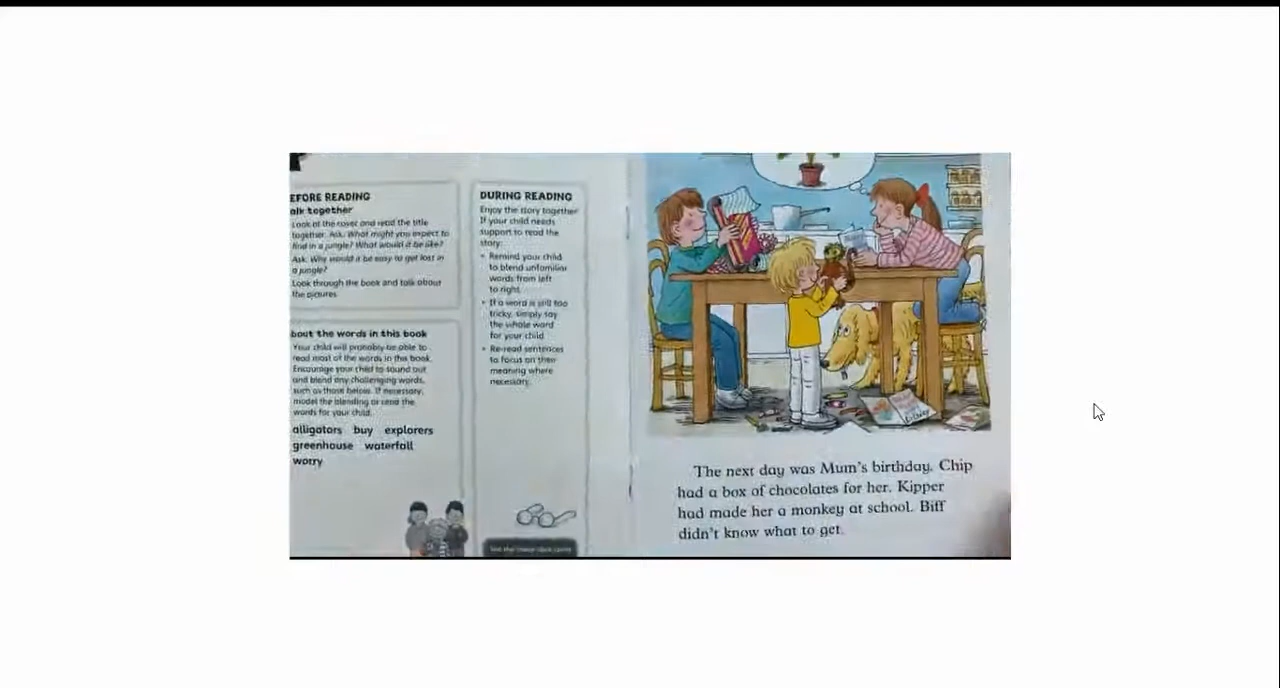 EFORE READING
alk together
Look at the cover and read the title
together. Ask: What might you expect to
find in a jungle? What would it be like?
Ask: Why would it be easy to get lost in
a jungle?
Look through the book and talk about
the pictures.
bout the words in this book
Your child will probably be able to
read most of the words in this book.
Encourage your child to sound out
and blend any challenging words,
such as those below. If necessary,
model the blending or read the
words for your child.
alligators buy explorers
greenhouse waterfall
worry
DURING READING
Enjoy the story together.
If your child needs
support to read the
story:
• Remind your child
to blend unfamiliar
words from left
to right.
• If a word is still too
tricky, simply say
the whole word
for your child.
• Re-read sentences
to focus on their
meaning where
necessary.
The next day was Mum's birthday. Chip
had a box of chocolates for her. Kipper
had made her a monkey at school. Biff
didn't know what to get.